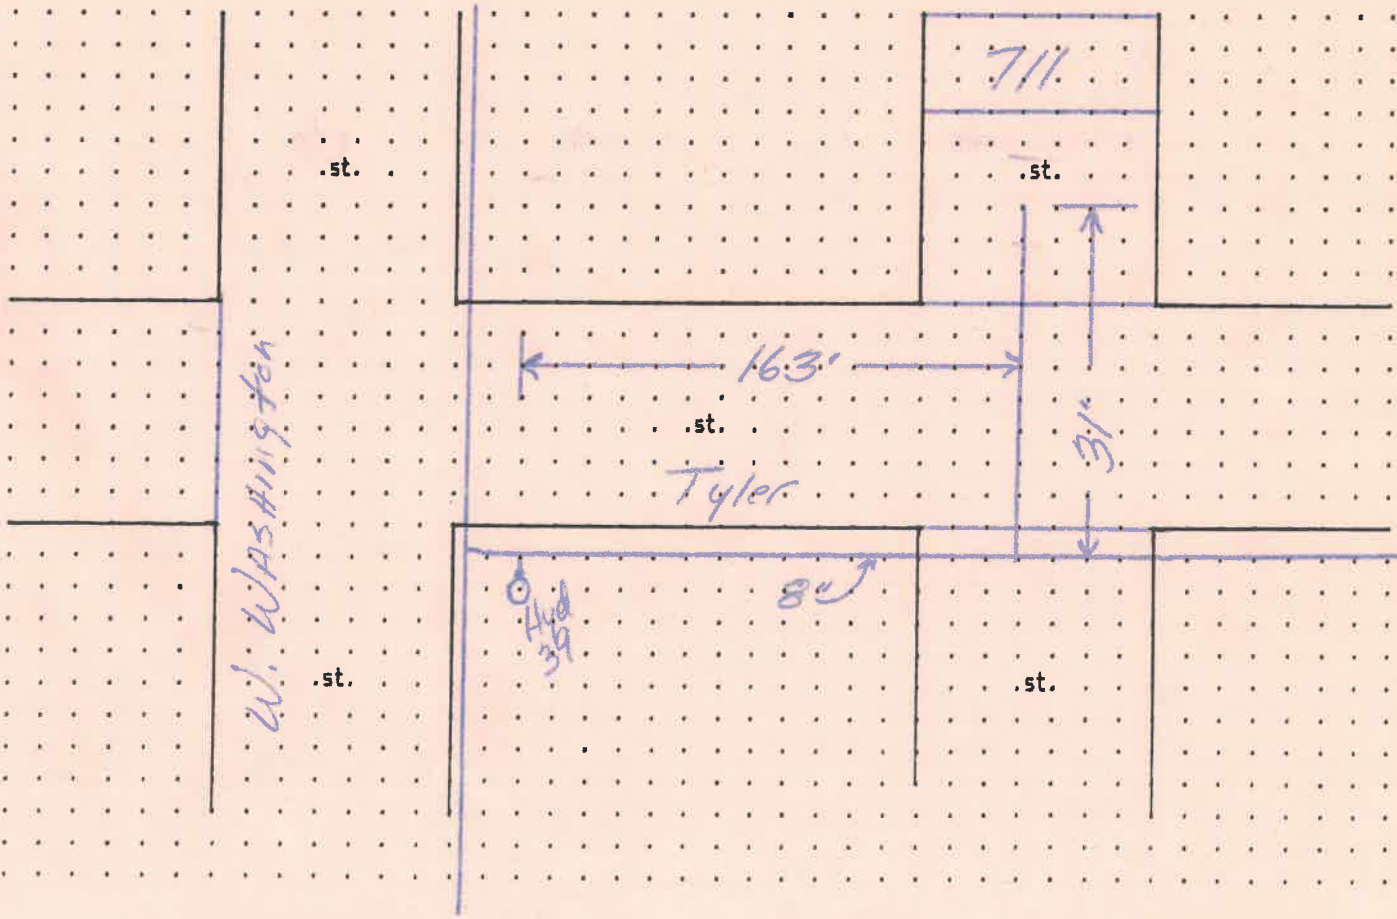 711
.st.
.st.
163'
W. WASHINGTON
31'
.st.
Tyler
8"
Hyd
39
.st.
.st.